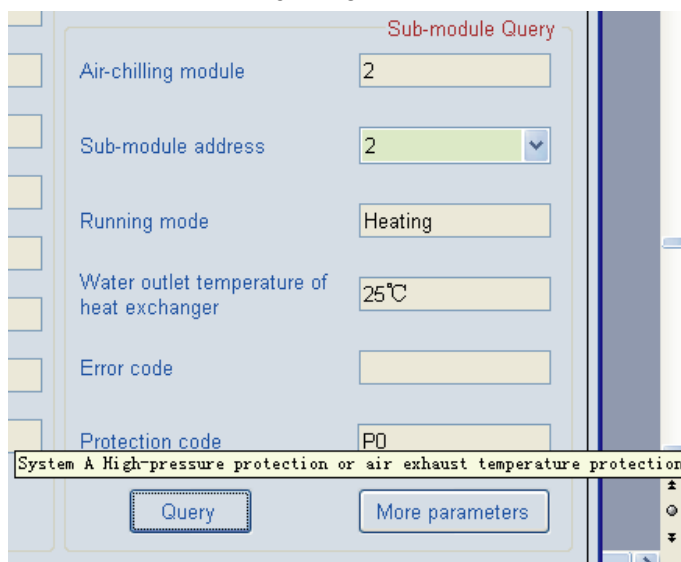 Sub-module Query
Air-chilling module 2
Sub-module address 2
Running mode Heating
Water outlet temperature of
heat exchanger 25℃
Error code
Protection code P0
System A High-pressure protection or air exhaust temperature protection
Query More parameters